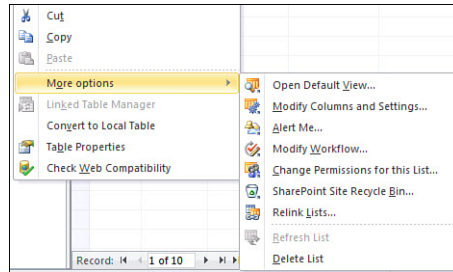 Cut
Copy
Paste
More options
Linked Table Manager
Convert to Local Table
Table Properties
Check Web Compatibility
Open Default View...
Modify Columns and Settings...
Alert Me...
Modify Workflow...
Change Permissions for this List...
SharePoint Site Recycle Bin...
Relink Lists...
Refresh List
Delete List
Record: 1 of 10